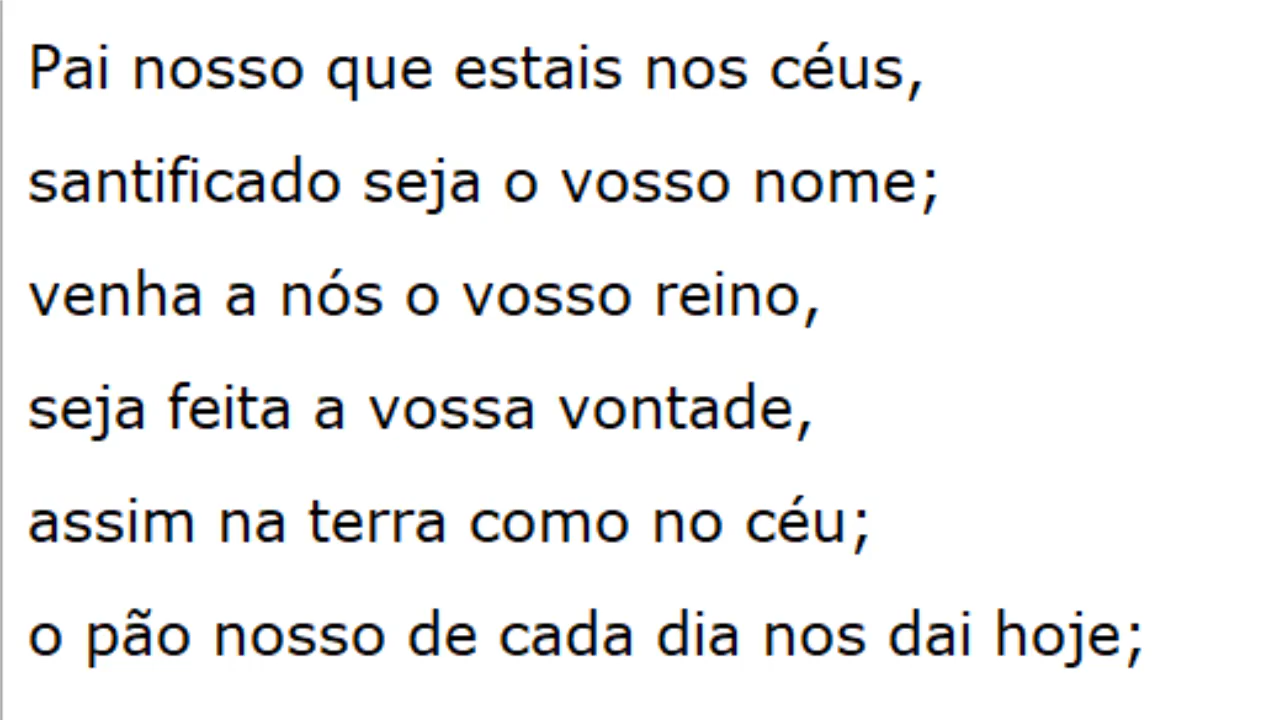 Pai nosso que estais nos céus,
santificado seja o vosso nome;
venha a nós o vosso reino,
seja feita a vossa vontade,
assim na terra como no céu;
o pão nosso de cada dia nos dai hoje;